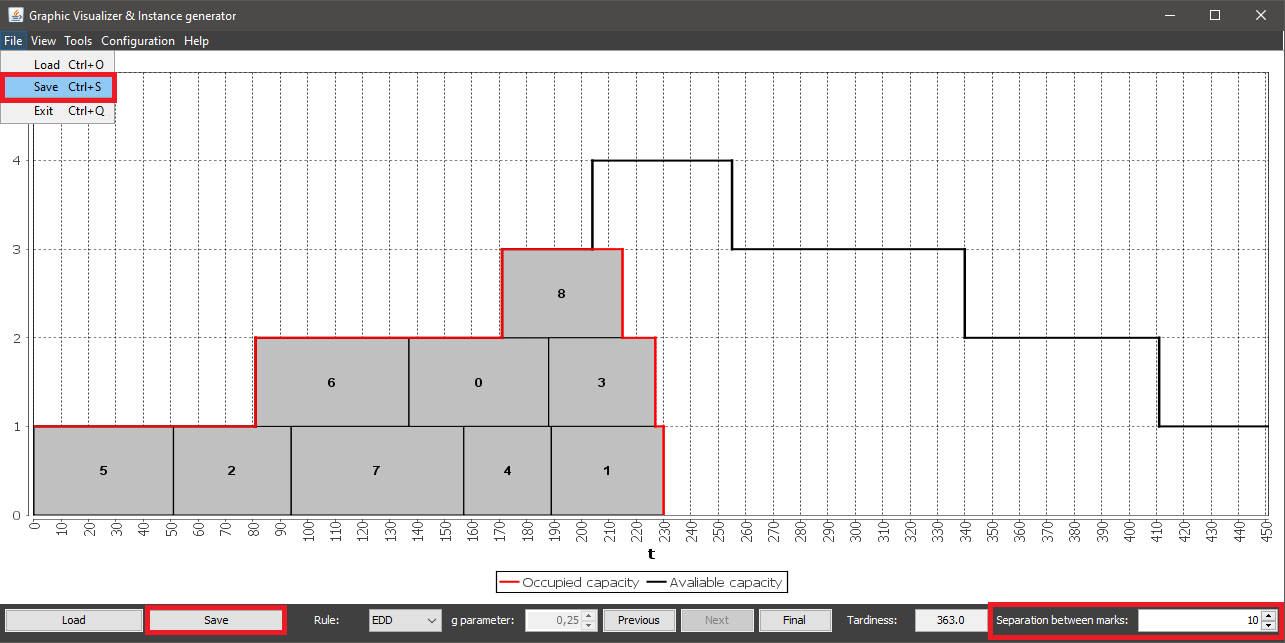 Graphic Visualizer & Instance generator
File View Tools Configuration Help
Load Ctrl+O
Save Ctrl+S
Exit Ctrl+Q
4
3
8
2
6 0 3
1
5 2 7 4 1
0
0 10 20 30 40 50 60 70 80 90 100 110 120 130 140 150 160 170 180 190 200 210 220 230 240 250 260 270 280 290 300 310 320 330 340 350 360 370 380 390 400 410 420 430 440 450
t
Occupied capacity Avaliable capacity
Load Save Rule: EDD g parameter: 0,25 Previous Next Final Tardiness: 363.0 Separation between marks: 10